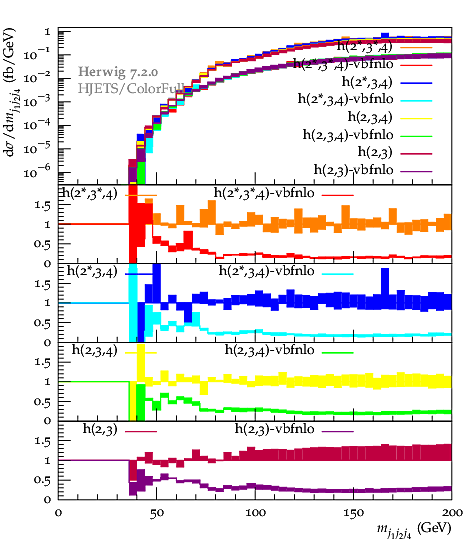 dσ/dm_{j1j2j4} (fb/GeV)
Herwig 7.2.0
HJETS/ColorFull
1
10⁻¹
10⁻²
10⁻³
10⁻⁴
10⁻⁵
10⁻⁶
h(2*,3*,4)
h(2*,3*,4)-vbfnlo
h(2*,3,4)
h(2*,3,4)-vbfnlo
h(2,3,4)
h(2,3,4)-vbfnlo
h(2,3)
h(2,3)-vbfnlo
h(2*,3*,4) h(2*,3*,4)-vbfnlo
1.5
1
0.5
0
h(2*,3,4) h(2*,3,4)-vbfnlo
1.5
1
0.5
0
h(2,3,4) h(2,3,4)-vbfnlo
1.5
1
0.5
0
h(2,3) h(2,3)-vbfnlo
1.5
1
0.5
0
0 50 100 150 200
m_{j1j2j4} (GeV)